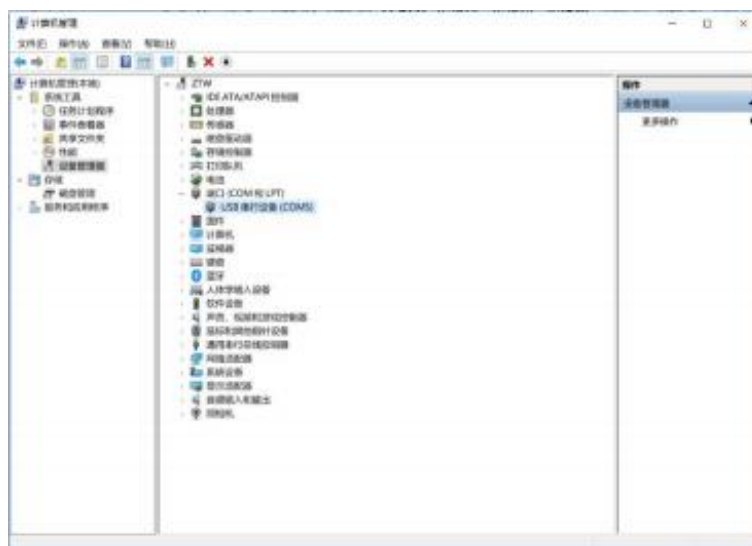 计算机管理
文件(F) 操作(A) 查看(V) 帮助(H)
计算机管理(本地)
系统工具
任务计划程序
事件查看器
共享文件夹
性能
设备管理器
存储
磁盘管理
服务和应用程序
ZTW
IDE ATA/ATAPI 控制器
处理器
传感器
磁盘驱动器
存储控制器
打印队列
电池
端口 (COM 和 LPT)
USB 串行设备 (COM5)
固件
计算机
监视器
键盘
蓝牙
人体学输入设备
软件设备
声音、视频和游戏控制器
鼠标和其他指针设备
通用串行总线控制器
网络适配器
系统设备
显示适配器
音频输入和输出
照相机
操作
设备管理器
更多操作